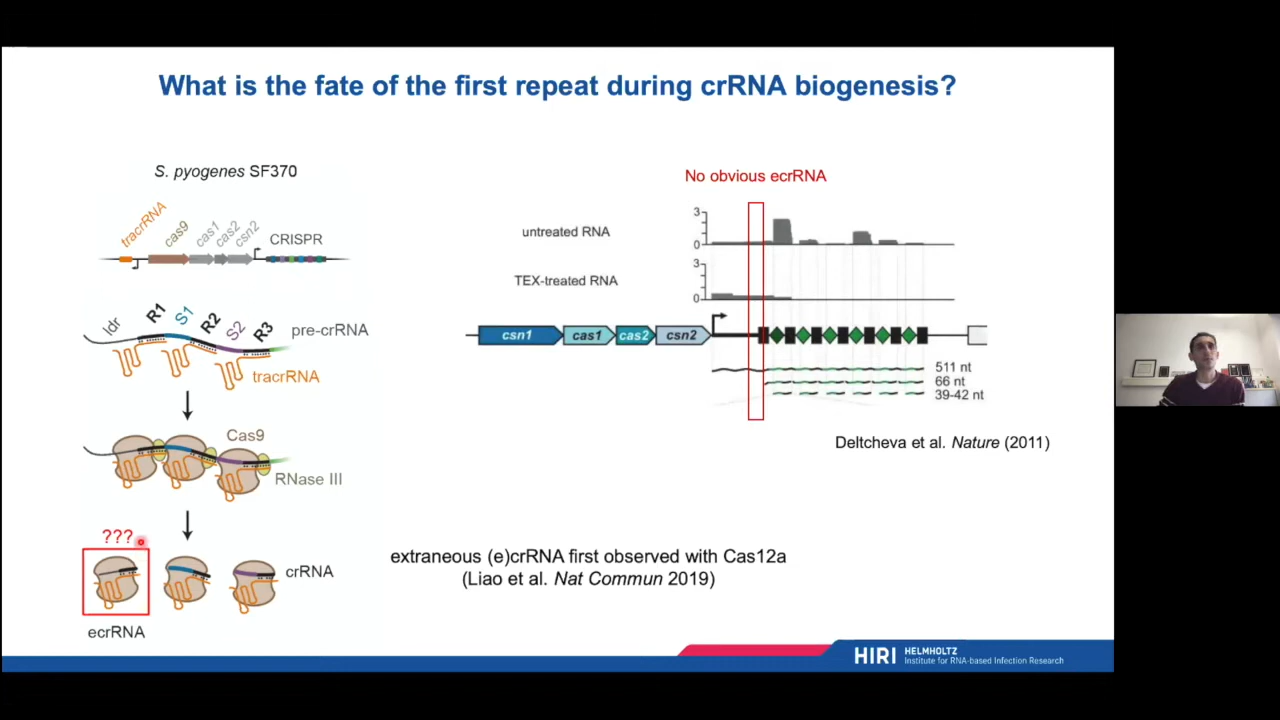 What is the fate of the first repeat during crRNA biogenesis?
S. pyogenes SF370
tracrRNA
cas9
cas1
cas2
csn2
CRISPR
ldr
R1
S1
R2
S2
R3
pre-crRNA
tracrRNA
Cas9
RNase III
???
crRNA
ecrRNA
No obvious ecrRNA
untreated RNA
3
0
TEX-treated RNA
3
0
csn1
cas1
cas2
csn2
511 nt
66 nt
39-42 nt
Deltcheva et al. Nature (2011)
extraneous (e)crRNA first observed with Cas12a
(Liao et al. Nat Commun 2019)
HIRI
HELMHOLTZ
Institute for RNA-based Infection Research